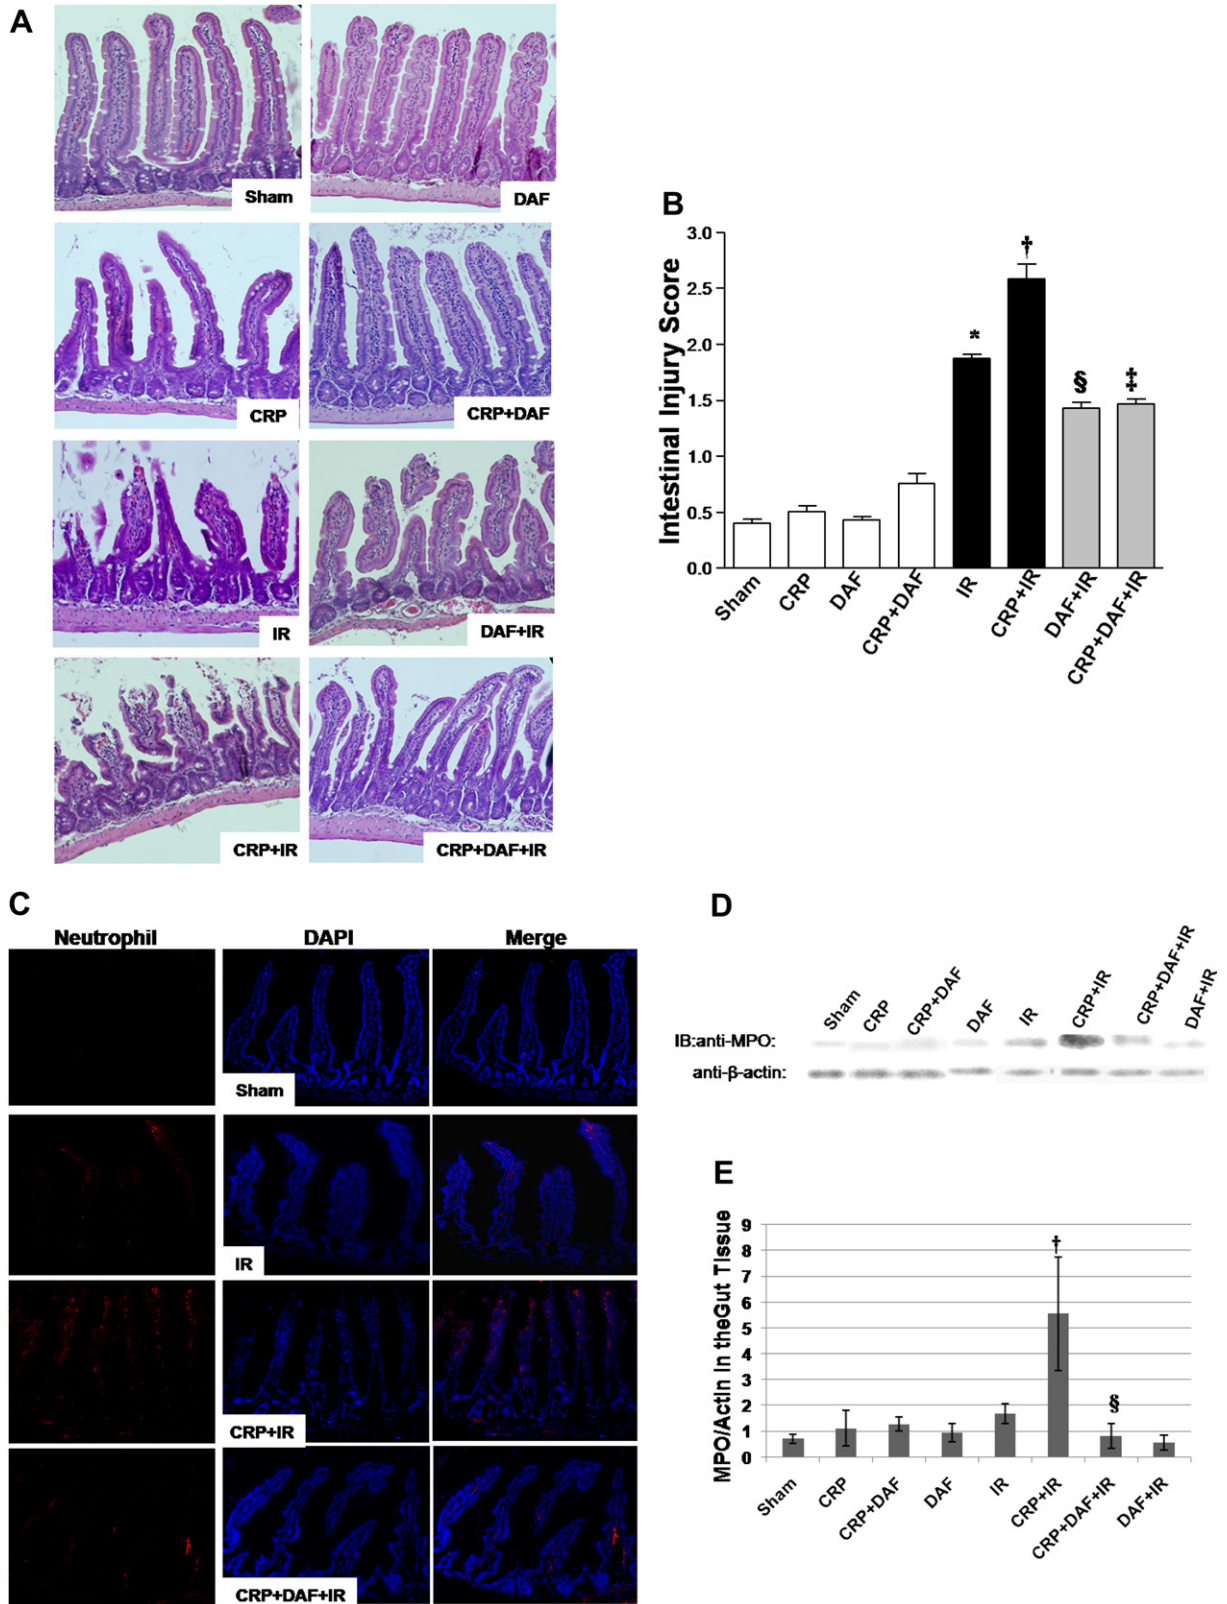 A
Sham
DAF
CRP
CRP+DAF
IR
DAF+IR
CRP+IR
CRP+DAF+IR
B
Intestinal Injury Score
3.0
2.5
2.0
1.5
1.0
0.5
0.0
*
†
§
‡
Sham
CRP
DAF
CRP+DAF
IR
CRP+IR
DAF+IR
CRP+DAF+IR
C
Neutrophil DAPI Merge
Sham
IR
CRP+IR
CRP+DAF+IR
D
Sham CRP CRP+DAF DAF IR CRP+IR CRP+DAF+IR DAF+IR
IB:anti-MPO:
anti-β-actin:
E
MPO/Actin in theGut Tissue
9
8
7
6
5
4
3
2
1
0
†
§
Sham
CRP
CRP+DAF
DAF
IR
CRP+IR
CRP+DAF+IR
DAF+IR